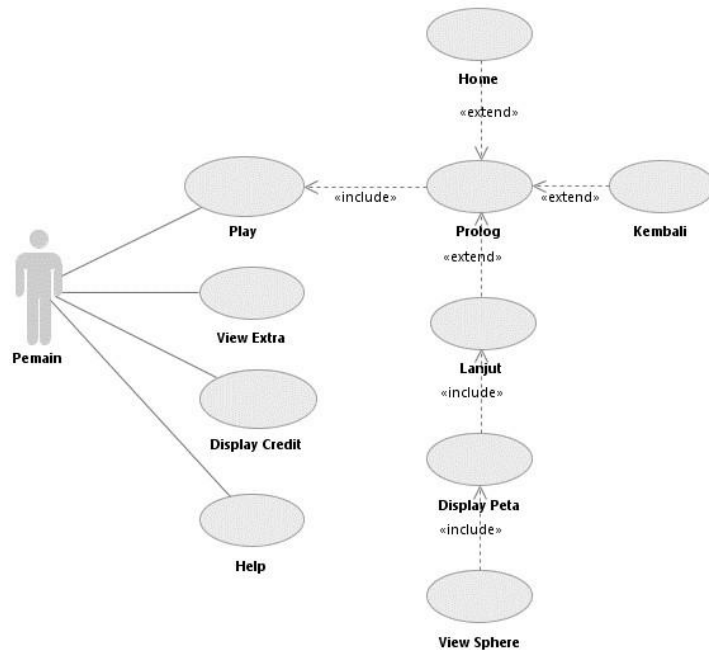 Home
«extend»
Play
«include»
Prolog
«extend»
Kembali
«extend»
Pemain
View Extra
Lanjut
«include»
Display Credit
Display Peta
«include»
Help
View Sphere